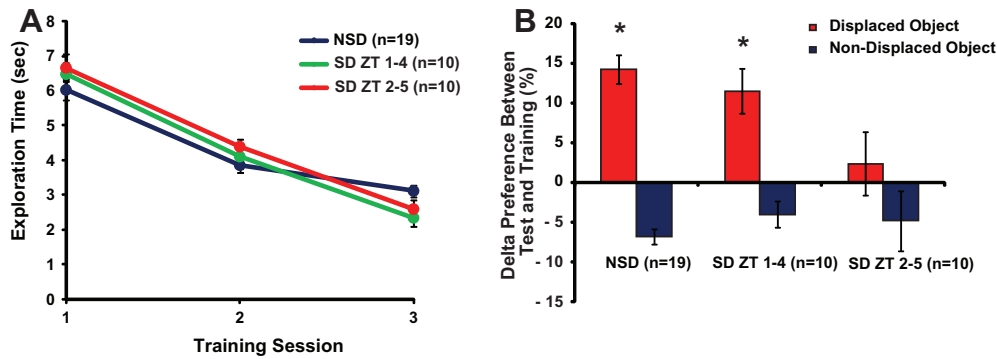 A
Exploration Time (sec)
8
7
6
5
4
3
2
1
0
NSD (n=19)
SD ZT 1-4 (n=10)
SD ZT 2-5 (n=10)
1
2
3
Training Session
B
Delta Preference Between
Test and Training (%)
20
15
10
5
0
- 5
- 10
- 15
Displaced Object
Non-Displaced Object
*
*
NSD (n=19)
SD ZT 1-4 (n=10)
SD ZT 2-5 (n=10)